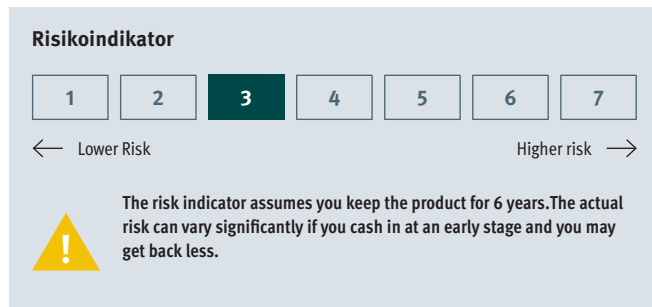 Risikoindikator
1 2 3 4 5 6 7
Lower Risk Higher risk
The risk indicator assumes you keep the product for 6 years.The actual
risk can vary significantly if you cash in at an early stage and you may
get back less.